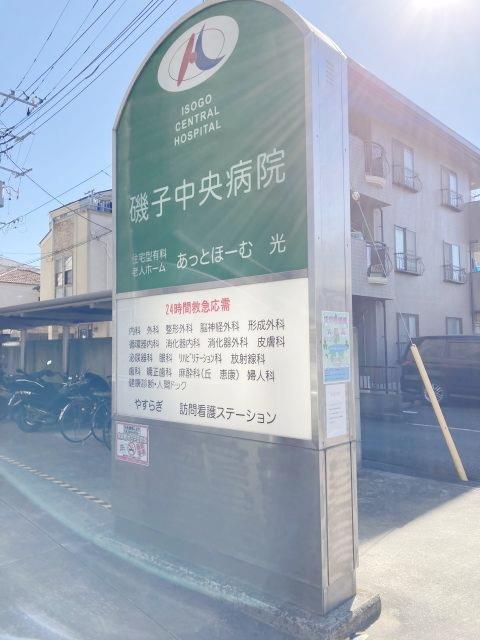 ISOGO
CENTRAL
HOSPITAL
磯子中央病院
住宅型有料
老人ホーム あっとほーむ 光
24時間救急応需
内科 外科 整形外科 脳神経外科 形成外科
循環器内科 消化器内科 消化器外科 皮膚科
泌尿器科 眼科 リハビリテーション科 放射線科
歯科 矯正歯科 麻酔科(丘 恵康) 婦人科
健康診断・人間ドック
やすらぎ 訪問看護ステーション